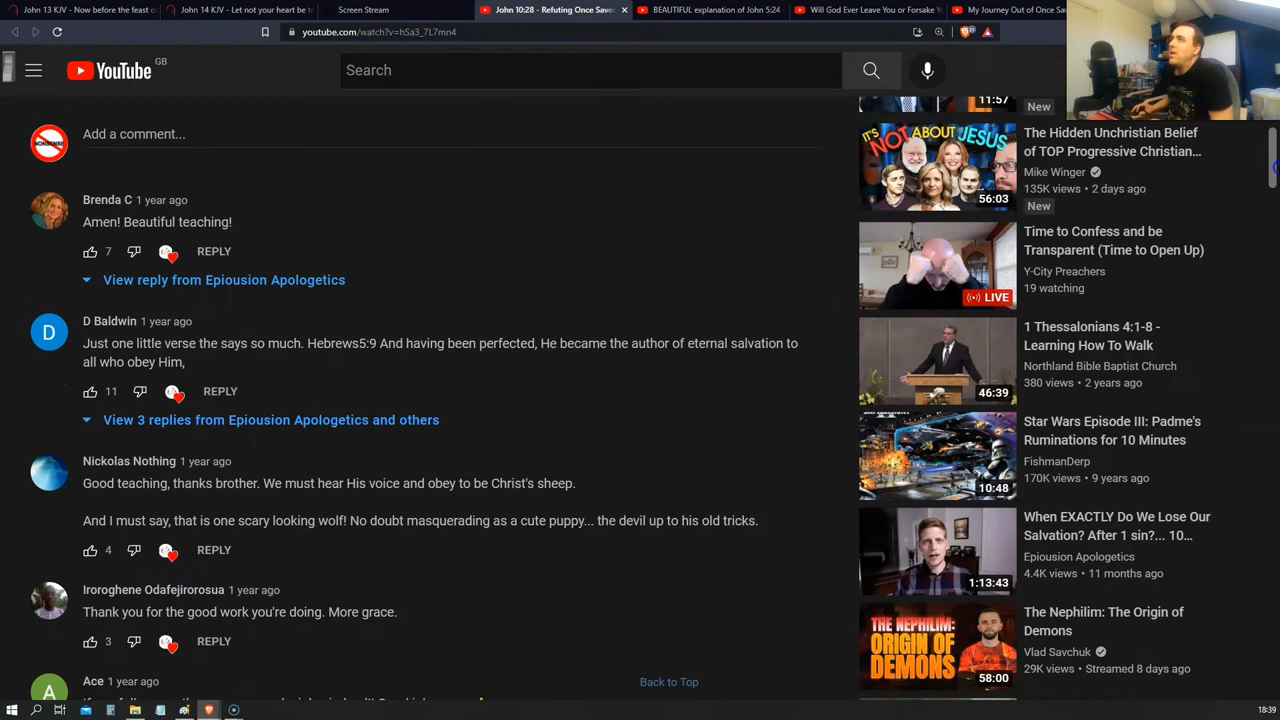 John 13 KJV - Now before the feast of
John 14 KJV - Let not your heart be t
Screen Stream
John 10:28 - Refuting Once Save
BEAUTIFUL explanation of John 5:24
Will God Ever Leave You or Forsake Y
My Journey Out of Once Sa
youtube.com/watch?v=hSa3_7L7mn4
YouTube GB
Search
Add a comment...
NONSENSE
Brenda C 1 year ago
Amen! Beautiful teaching!
7 REPLY
View reply from Epiousion Apologetics
D
D Baldwin 1 year ago
Just one little verse the says so much. Hebrews5:9 And having been perfected, He became the author of eternal salvation to
all who obey Him,
11 REPLY
View 3 replies from Epiousion Apologetics and others
Nickolas Nothing 1 year ago
Good teaching, thanks brother. We must hear His voice and obey to be Christ's sheep.
And I must say, that is one scary looking wolf! No doubt masquerading as a cute puppy... the devil up to his old tricks.
4 REPLY
Iroroghene Odafejirorosua 1 year ago
Thank you for the good work you're doing. More grace.
3 REPLY
A
Ace 1 year ago
Back to Top
11:57
New
IT'S NOT ABOUT JESUS
56:03
The Hidden Unchristian Belief
of TOP Progressive Christian...
Mike Winger
135K views • 2 days ago
New
LIVE
Time to Confess and be
Transparent (Time to Open Up)
Y-City Preachers
19 watching
46:39
1 Thessalonians 4:1-8 -
Learning How To Walk
Northland Bible Baptist Church
380 views • 2 years ago
10:48
Star Wars Episode III: Padme's
Ruminations for 10 Minutes
FishmanDerp
170K views • 9 years ago
1:13:43
When EXACTLY Do We Lose Our
Salvation? After 1 sin?... 10...
Epiousion Apologetics
4.4K views • 11 months ago
THE NEPHILIM:
ORIGIN OF
DEMONS
58:00
The Nephilim: The Origin of
Demons
Vlad Savchuk
29K views • Streamed 8 days ago
18:39